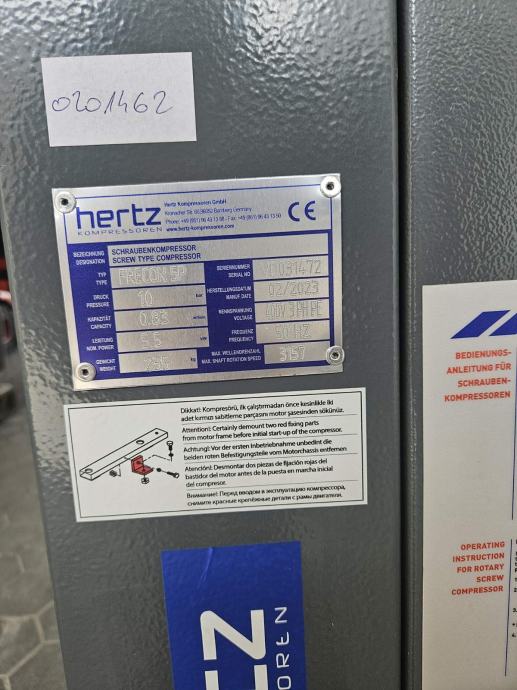 0201462
hertz
KOMPRESSOREN
Hertz Kompressoren GmbH
www.hertz-kompressoren.com
CE
BEZEICHNUNG
DESIGNATION
SCHRAUBENKOMPRESSOR
SCREW TYPE COMPRESSOR
TYP
TYPE
FRECON 5P
SERIENNUMMER
SERIAL NO
DRUCK
PRESSURE
10 bar
HERSTELLUNGSDATUM
MANUF DATE
02/2023
KAPAZITÄT
CAPACITY
0.83
NENNSPANNUNG
VOLTAGE
400V 3PHPE
LEISTUNG
NOM. POWER
5.5 kW
FREQUENZ
FREQUENCY
50 HZ
GEWICHT
WEIGHT
kg
MAX. WELLENDREHZAHL
MAX. SHAFT ROTATION SPEED
3157
Dikkat!: Kompresörü, ilk çalıştırmadan önce kesinlikle iki
adet kırmızı sabitleme parçasını motor şasesinden sökünüz.
Attention!: Certainly demount two red fixing parts
from motor frame before initial start-up of the compressor.
Achtung!: Vor der ersten Inbetriebnahme unbedint die
beiden roten Befestigungsteile vom Motorchassis entfernen
Atención!: Desmontar dos piezas de fijación rojas del
bastidor del motor antes de la puesta en marcha inicial
del compresor.
Внимание!: Перед вводом в эксплуатацию компрессора,
снимите красные крепёжные детали с рамы двигателя.
BEDIENUNGS-
ANLEITUNG FÜR
SCHRAUBEN-
KOMPRESSOREN
OPERATING
INSTRUCTION
FOR ROTARY
SCREW
COMPRESSOR